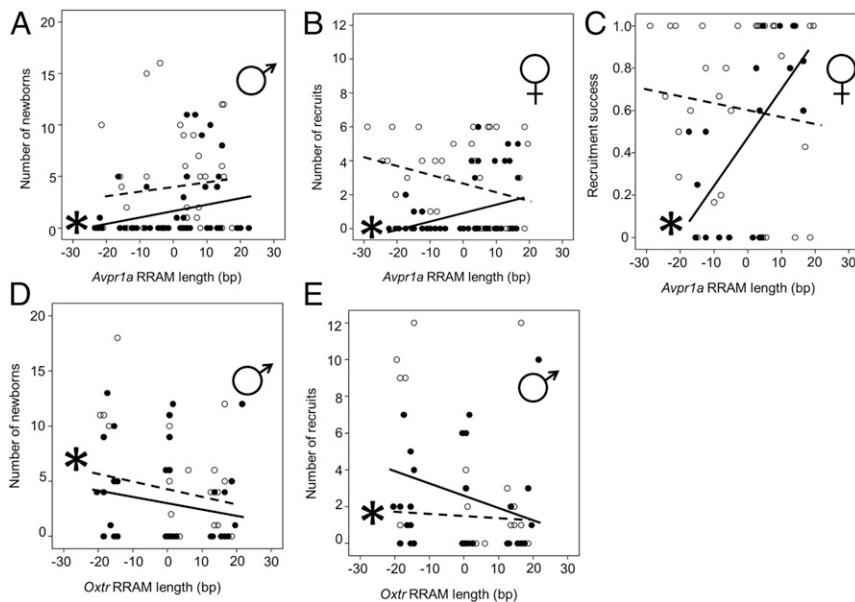 A
Number of newborns
20
15
10
5
0
-30 -20 -10 0 10 20 30
Avpr1a RRAM length (bp)
B
Number of recruits
12
10
8
6
4
2
0
-30 -20 -10 0 10 20 30
Avpr1a RRAM length (bp)
C
Recruitment success
1.0
0.8
0.6
0.4
0.2
0
-30 -20 -10 0 10 20 30
Avpr1a RRAM length (bp)
D
Number of newborns
20
15
10
5
0
-30 -20 -10 0 10 20 30
Oxtr RRAM length (bp)
E
Number of recruits
12
10
8
6
4
2
0
-30 -20 -10 0 10 20 30
Oxtr RRAM length (bp)